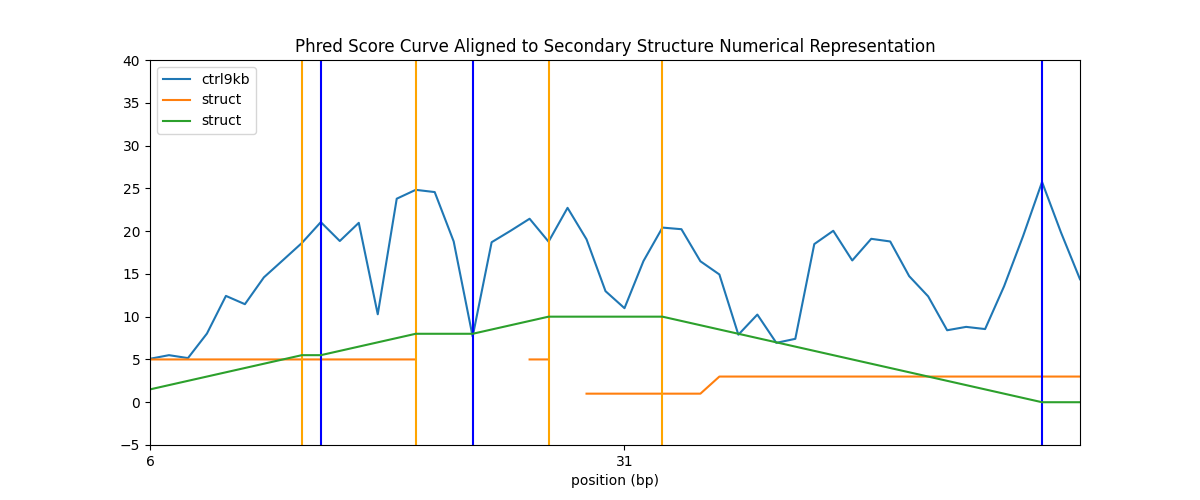 Phred Score Curve Aligned to Secondary Structure Numerical Representation
40
35
30
25
20
15
10
5
0
−5
ctrl9kb
struct
struct
6
31
position (bp)